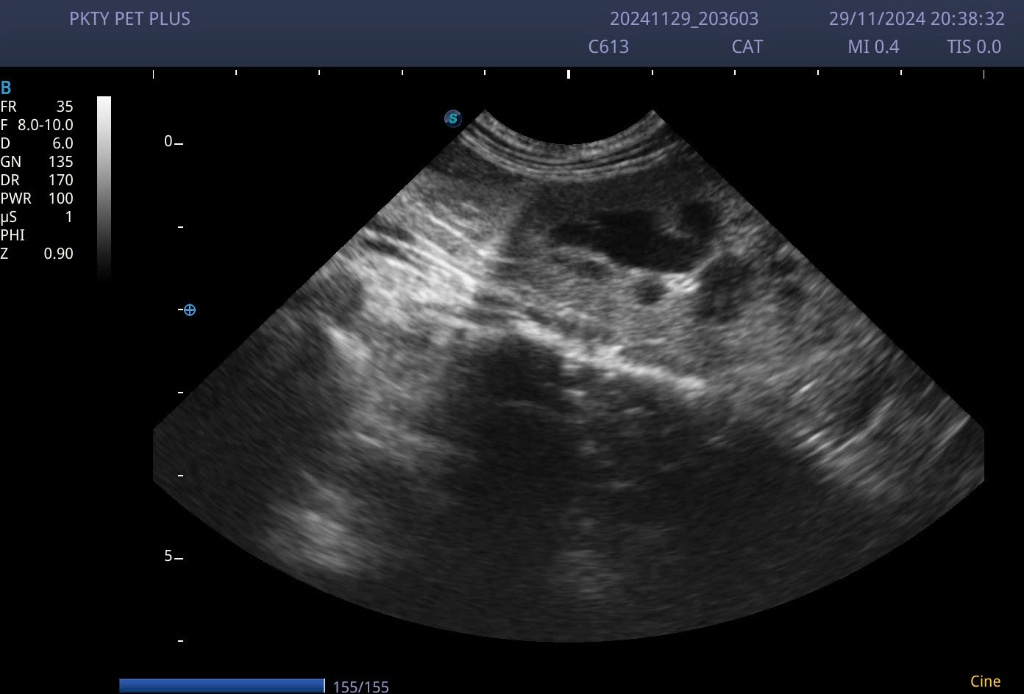 PKTY PET PLUS
20241129_203603
29/11/2024 20:38:32
C613
CAT
MI 0.4
TIS 0.0
B
FR 35
F 8.0-10.0
D 6.0
GN 135
DR 170
PWR 100
µS 1
PHI
Z 0.90
S
0
5
155/155
Cine